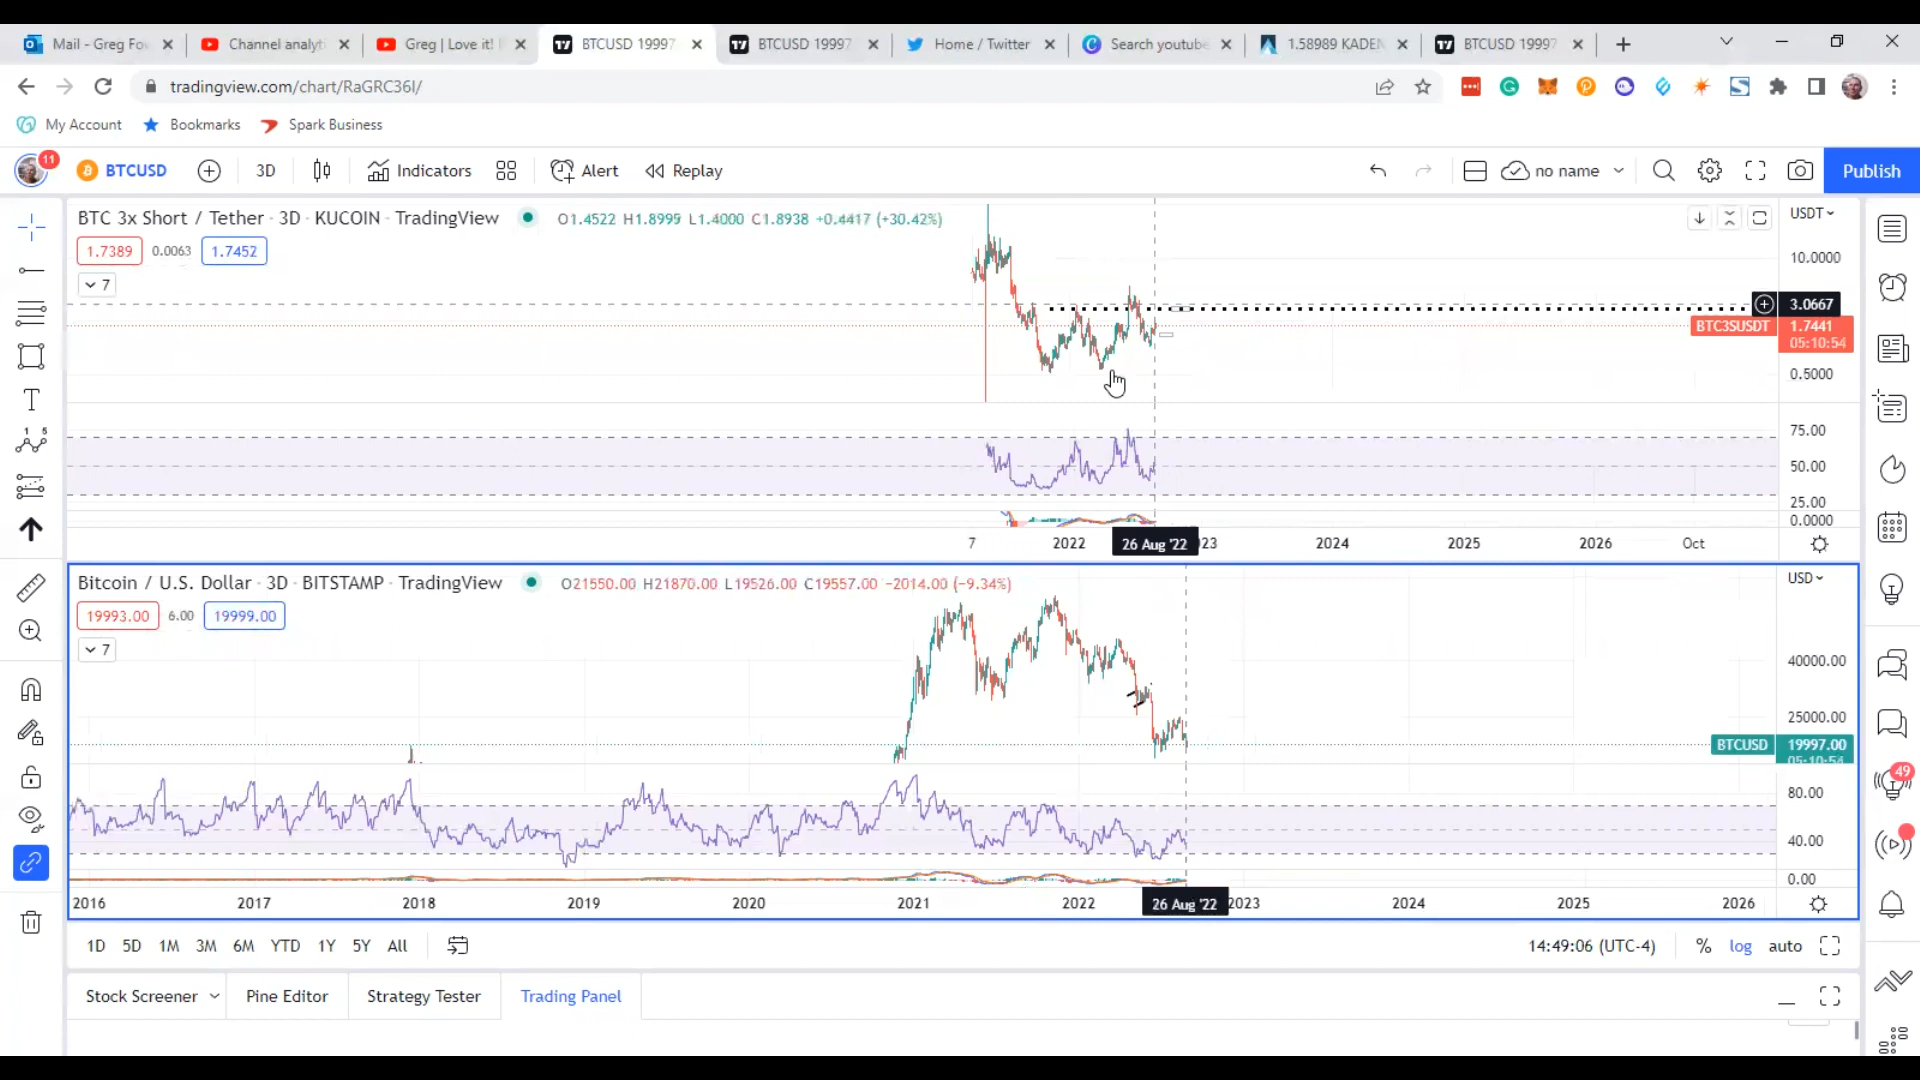 Mail - Greg Fo
Channel analyti
Greg | Love it!
BTCUSD 19997
BTCUSD 19997
Home / Twitter
Search youtube
1.58989 KADEN
BTCUSD 19997
tradingview.com/chart/RaGRC36I/
My Account
Bookmarks
Spark Business
11
BTCUSD
3D
Indicators
Alert
Replay
no name
Publish
BTC 3x Short / Tether · 3D · KUCOIN · TradingView
O1.4522 H1.8999 L1.4000 C1.8938 +0.4417 (+30.42%)
USDT
1.7389
0.0063
1.7452
7
10.0000
3.0667
BTC3SUSDT
1.7441
05:10:54
0.5000
75.00
50.00
25.00
0.0000
7
2022
26 Aug '22
23
2024
2025
2026
Oct
Bitcoin / U.S. Dollar · 3D · BITSTAMP · TradingView
O21550.00 H21870.00 L19526.00 C19557.00 −2014.00 (−9.34%)
USD
19993.00
6.00
19999.00
7
40000.00
25000.00
BTCUSD
19997.00
05:10:54
80.00
40.00
0.00
2016
2017
2018
2019
2020
2021
2022
26 Aug '22
2023
2024
2025
2026
49
1D
5D
1M
3M
6M
YTD
1Y
5Y
All
14:49:06 (UTC-4)
%
log
auto
Stock Screener
Pine Editor
Strategy Tester
Trading Panel